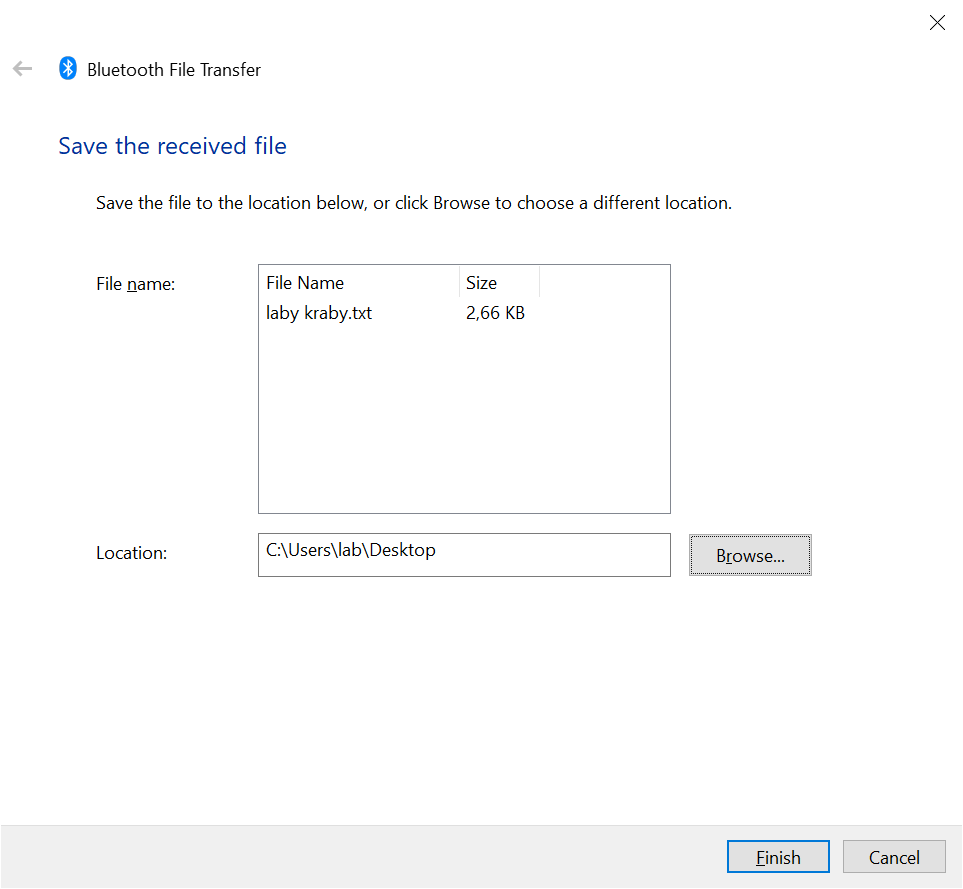 Bluetooth File Transfer
Save the received file
Save the file to the location below, or click Browse to choose a different location.
File name:
File Name Size
laby kraby.txt 2,66 KB
Location: C:\Users\lab\Desktop Browse...
Finish Cancel